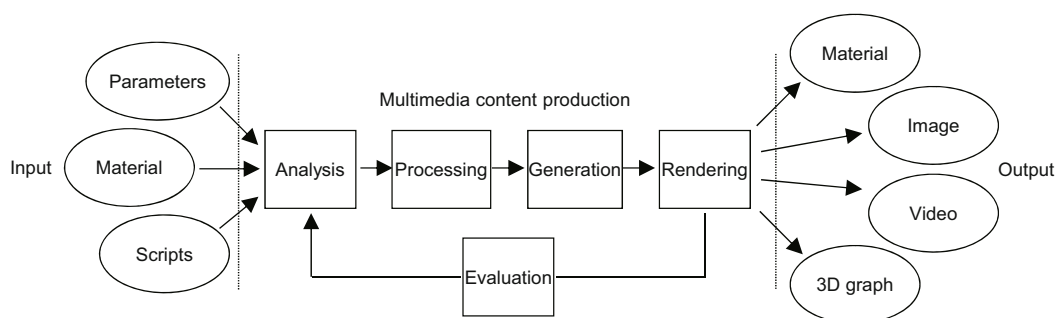 Input
Parameters
Material
Scripts
Multimedia content production
Analysis
Processing
Generation
Rendering
Evaluation
Material
Image
Video
3D graph
Output